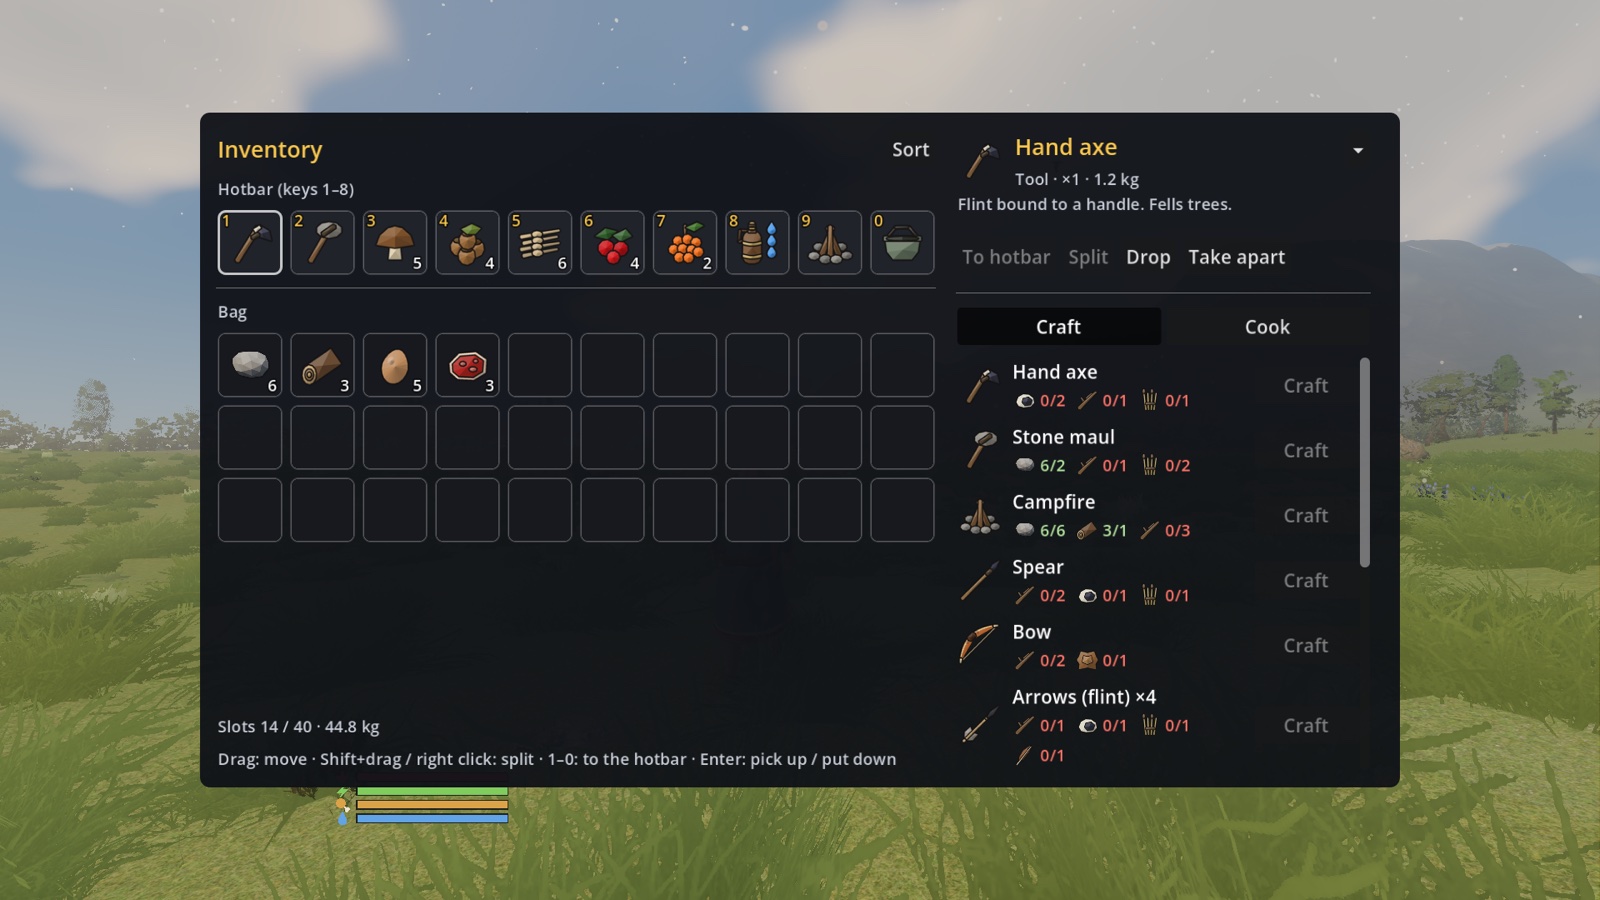 Inventory
Sort
Hotbar (keys 1–8)
1
2
3
5
4
4
5
6
6
4
7
2
8
9
0
Bag
6
3
5
3
Slots 14 / 40 · 44.8 kg
Drag: move · Shift+drag / right click: split · 1–0: to the hotbar · Enter: pick up / put down
Hand axe
Tool · ×1 · 1.2 kg
Flint bound to a handle. Fells trees.
To hotbar Split Drop Take apart
Craft Cook
Hand axe
0/2 0/1 0/1
Craft
Stone maul
6/2 0/1 0/2
Craft
Campfire
6/6 3/1 0/3
Craft
Spear
0/2 0/1 0/1
Craft
Bow
0/2 0/1
Craft
Arrows (flint) ×4
0/1 0/1 0/1
0/1
Craft